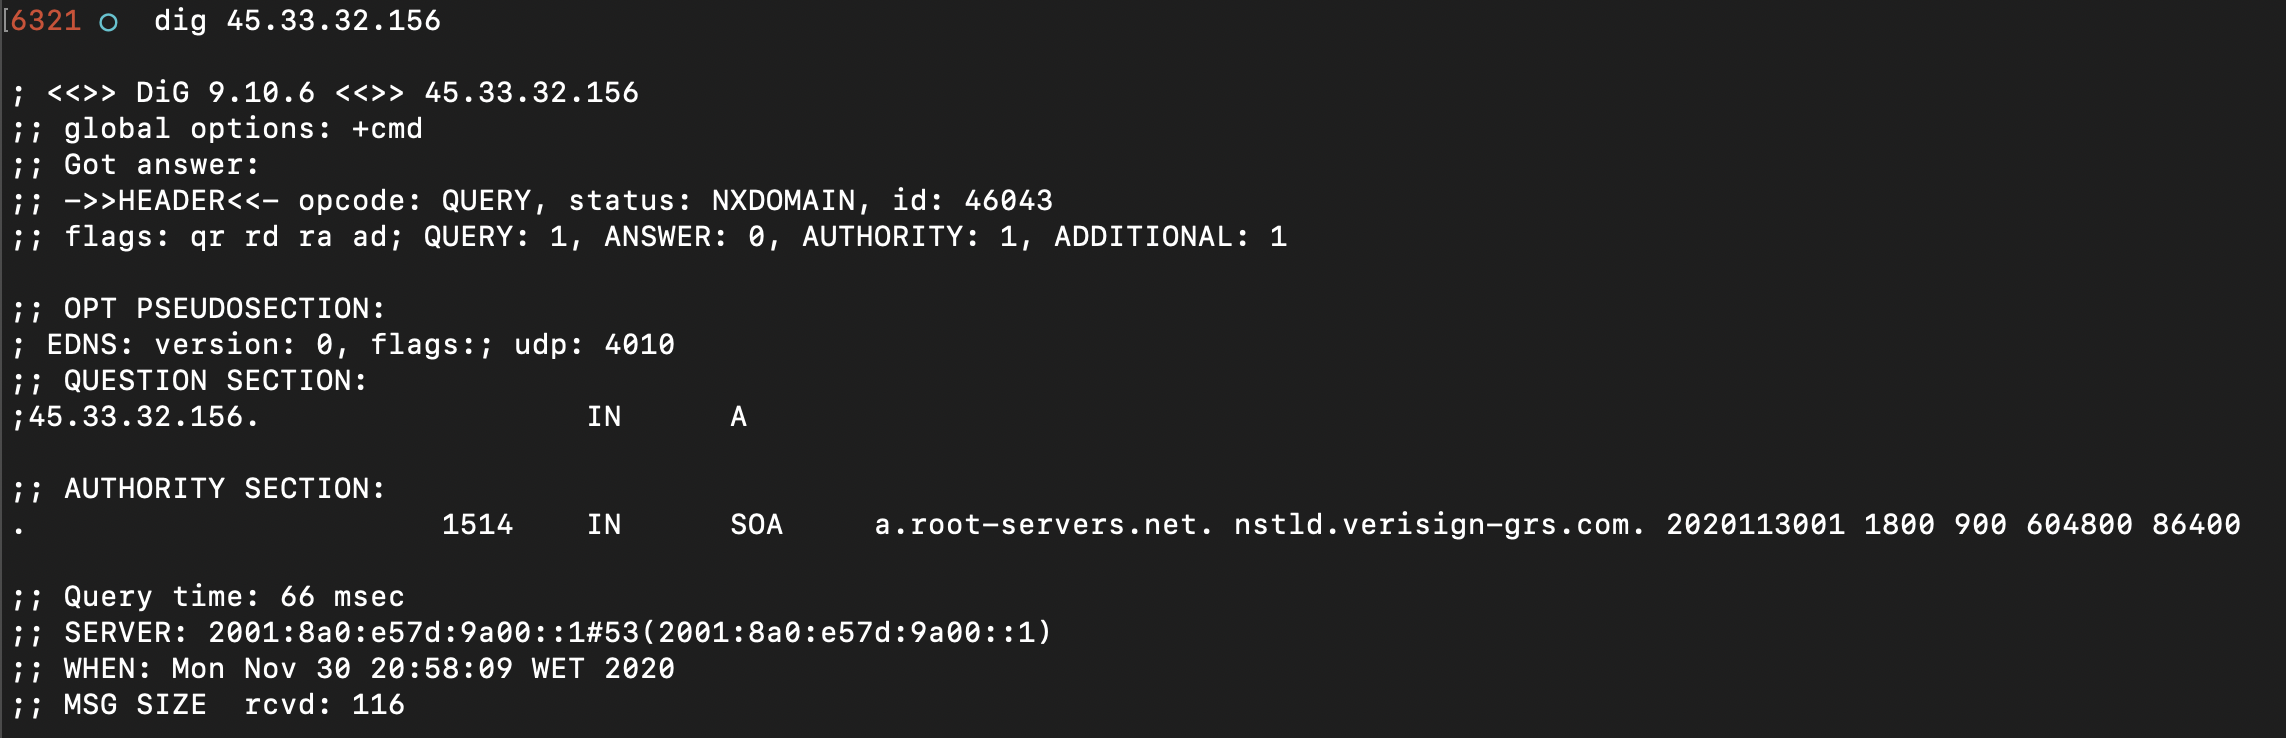 [6321 ○ dig 45.33.32.156
; <<>> DiG 9.10.6 <<>> 45.33.32.156
;; global options: +cmd
;; Got answer:
;; ->>HEADER<<- opcode: QUERY, status: NXDOMAIN, id: 46043
;; flags: qr rd ra ad; QUERY: 1, ANSWER: 0, AUTHORITY: 1, ADDITIONAL: 1
;; OPT PSEUDOSECTION:
; EDNS: version: 0, flags:; udp: 4010
;; QUESTION SECTION:
;45.33.32.156. IN A
;; AUTHORITY SECTION:
. 1514 IN SOA a.root-servers.net. nstld.verisign-grs.com. 2020113001 1800 900 604800 86400
;; Query time: 66 msec
;; SERVER: 2001:8a0:e57d:9a00::1#53(2001:8a0:e57d:9a00::1)
;; WHEN: Mon Nov 30 20:58:09 WET 2020
;; MSG SIZE rcvd: 116